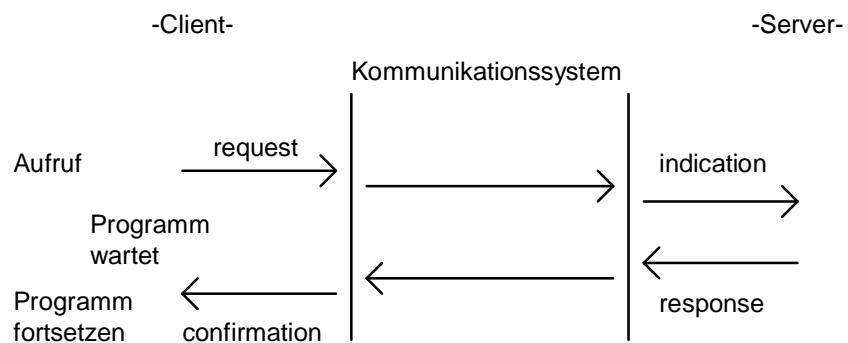 -Client-
-Server-
Kommunikationssystem
Aufruf
request
indication
Programm
wartet
Programm
fortsetzen
confirmation
response